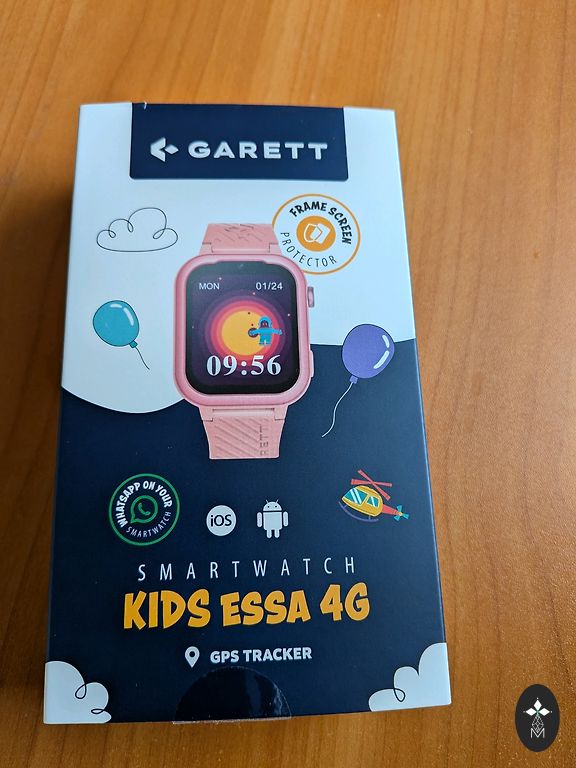 GARETT
FRAME SCREEN
PROTECTOR
MON 01/24
09:56
GARETT
WHATSAPP ON YOUR
SMARTWATCH
iOS
SMARTWATCH
KIDS ESSA 4G
GPS TRACKER
M